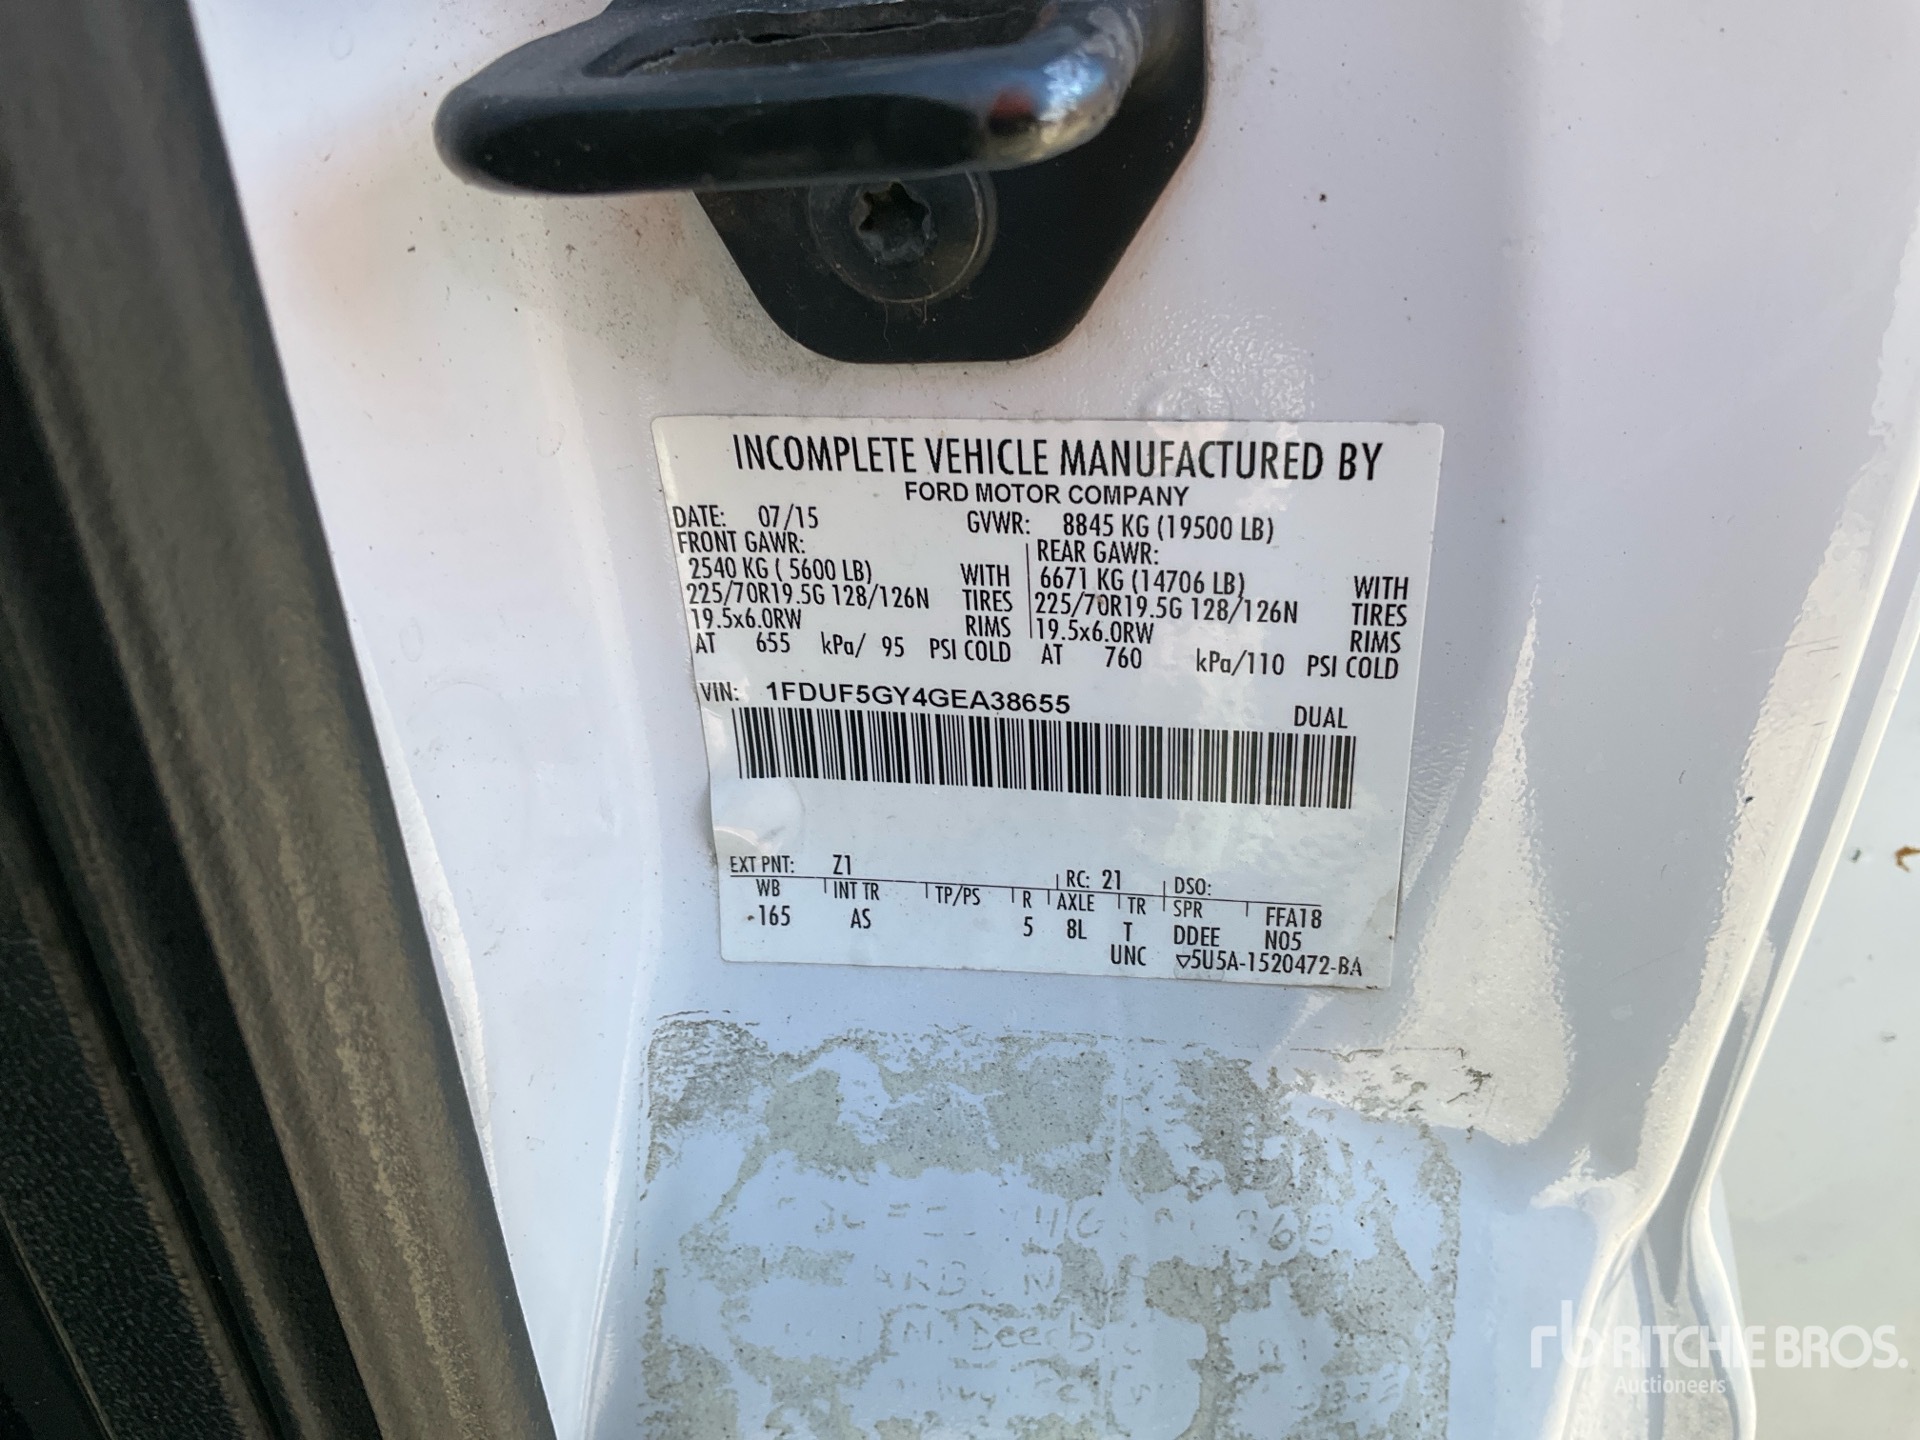 INCOMPLETE VEHICLE MANUFACTURED BY
FORD MOTOR COMPANY
DATE: 07/15 GVWR: 8845 KG (19500 LB)
FRONT GAWR: REAR GAWR:
2540 KG ( 5600 LB) WITH 6671 KG (14706 LB) WITH
225/70R19.5G 128/126N TIRES 225/70R19.5G 128/126N TIRES
19.5x6.0RW RIMS 19.5x6.0RW RIMS
AT 655 kPa/ 95 PSI COLD AT 760 kPa/110 PSI COLD
VIN: 1FDUF5GY4GEA38655 DUAL
EXT PNT: Z1 RC: 21 DSO:
WB INT TR TP/PS R AXLE TR SPR FFA18
165 AS 5 8L T DDEE N05
UNC ▽5U5A-1520472-BA
rb RITCHIE BROS.
Auctioneers